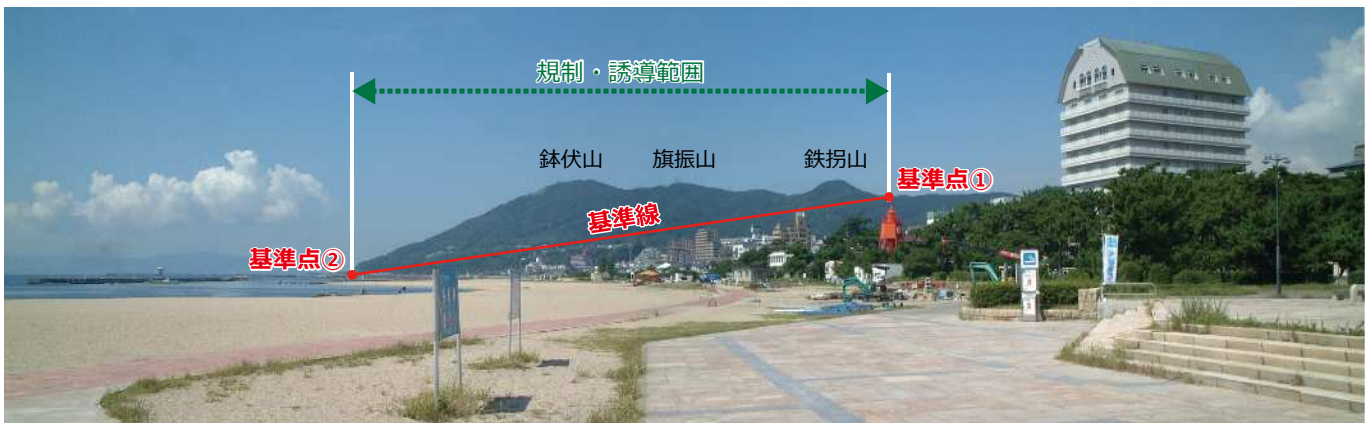 規制・誘導範囲
鉢伏山 旗振山 鉄拐山
基準点①
基準線
基準点②